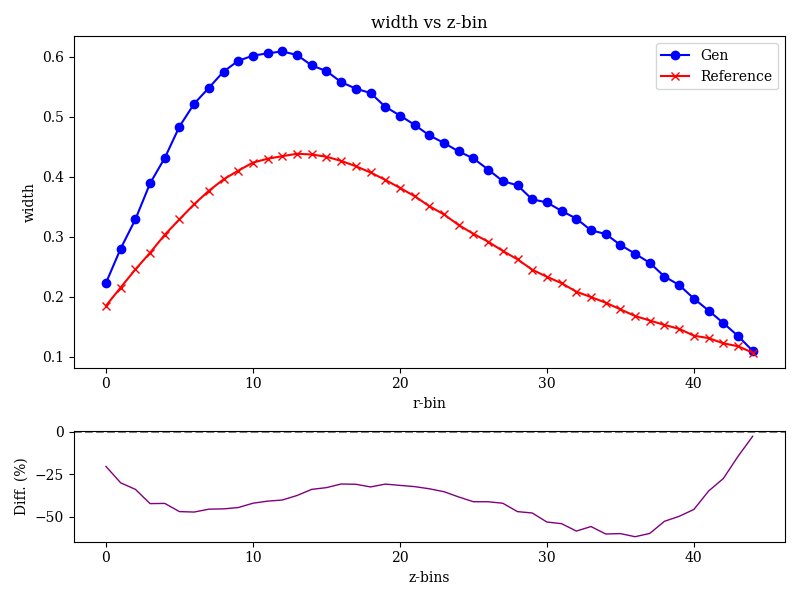 width vs z-bin
0.6
0.5
0.4
0.3
0.2
0.1
width
Gen
Reference
0 10 20 30 40
r-bin
0
−25
−50
Diff. (%)
0 10 20 30 40
z-bins